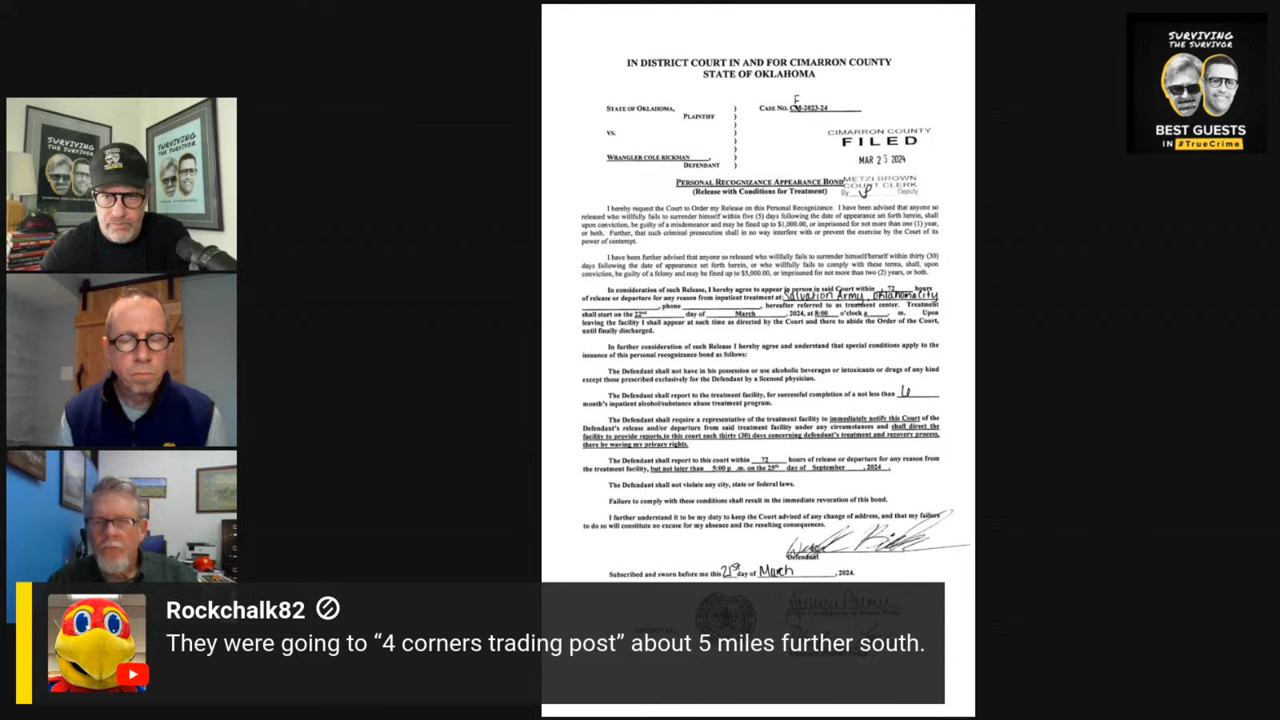 IN DISTRICT COURT IN AND FOR CIMARRON COUNTY
STATE OF OKLAHOMA
STATE OF OKLAHOMA,
PLAINTIFF
VS.
WRANGLER COLE RICKMAN,
DEFENDANT
CASE NO. CM-2023-24
F
CIMARRON COUNTY
FILED
MAR 25 2024
METZI BROWN
COURT CLERK
By Deputy
PERSONAL RECOGNIZANCE APPEARANCE BOND
(Release with Conditions for Treatment)
I hereby request the Court to Order my Release on this Personal Recognizance. I have been advised that anyone so
released who willfully fails to surrender himself within five (5) days following the date of appearance set forth herein, shall
upon conviction, be guilty of a misdemeanor and may be fined up to $1,000.00, or imprisoned for not more than one (1) year,
or both. Further, that such criminal prosecution shall in no way interfere with or prevent the exercise by the Court of its
power of contempt.
I have been further advised that anyone so released who willfully fails to surrender himself/herself within thirty (30)
days following the date of appearance set forth herein, or who willfully fails to comply with these terms, shall, upon
conviction, be guilty of a felony and may be fined up to $5,000.00, or imprisoned for not more than two (2) years, or both.
In consideration of such Release, I hereby agree to appear in person in said Court within 72 hours
of release or departure for any reason from inpatient treatment at: Salvation Army, Oklahoma City
, phone , hereafter referred to as treatment center. Treatment
shall start on the 22nd day of March, 2024, at 8:00 o'clock a. m. Upon
leaving the facility I shall appear at such time as directed by the Court and there to abide the Order of the Court,
until finally discharged.
In further consideration of such Release I hereby agree and understand that special conditions apply to the
issuance of this personal recognizance bond as follows:
The Defendant shall not have in his possession or use alcoholic beverages or intoxicants or drugs of any kind
except those prescribed exclusively for the Defendant by a licensed physician.
The Defendant shall report to the treatment facility, for successful completion of a not less than 6
month's inpatient alcohol/substance abuse treatment program.
The Defendant shall require a representative of the treatment facility to immediately notify this Court of the
Defendant's release and/or departure from said treatment facility under any circumstances and shall direct the
facility to provide reports to this court each thirty (30) days concerning defendant's treatment and recovery process,
there by waving my privacy rights.
The Defendant shall report to this court within 72 hours of release or departure for any reason from
the treatment facility, but not later than 5:00 p .m. on the 25th day of September, 2024.
The Defendant shall not violate any city, state or federal laws.
Failure to comply with these conditions shall result in the immediate revocation of this bond.
I further understand it to be my duty to keep the Court advised of any change of address, and that my failure
to do so will constitute no excuse for my absence and the resulting consequences.
Defendant
Subscribed and sworn before me this 21st day of March, 2024.
SURVIVING
THE SURVIVOR
BEST GUESTS
IN #TrueCrime
SURVIVING
THE SURVIVOR
SURVIVING
THE SURVIVOR
Rockchalk82
They were going to “4 corners trading post” about 5 miles further south.